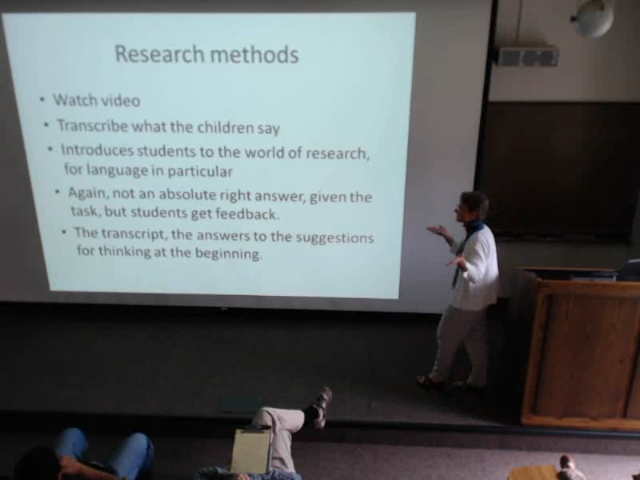 Research methods
• Watch video
• Transcribe what the children say
• Introduces students to the world of research,
for language in particular
• Again, not an absolute right answer, given the
task, but students get feedback.
• The transcript, the answers to the suggestions
for thinking at the beginning.